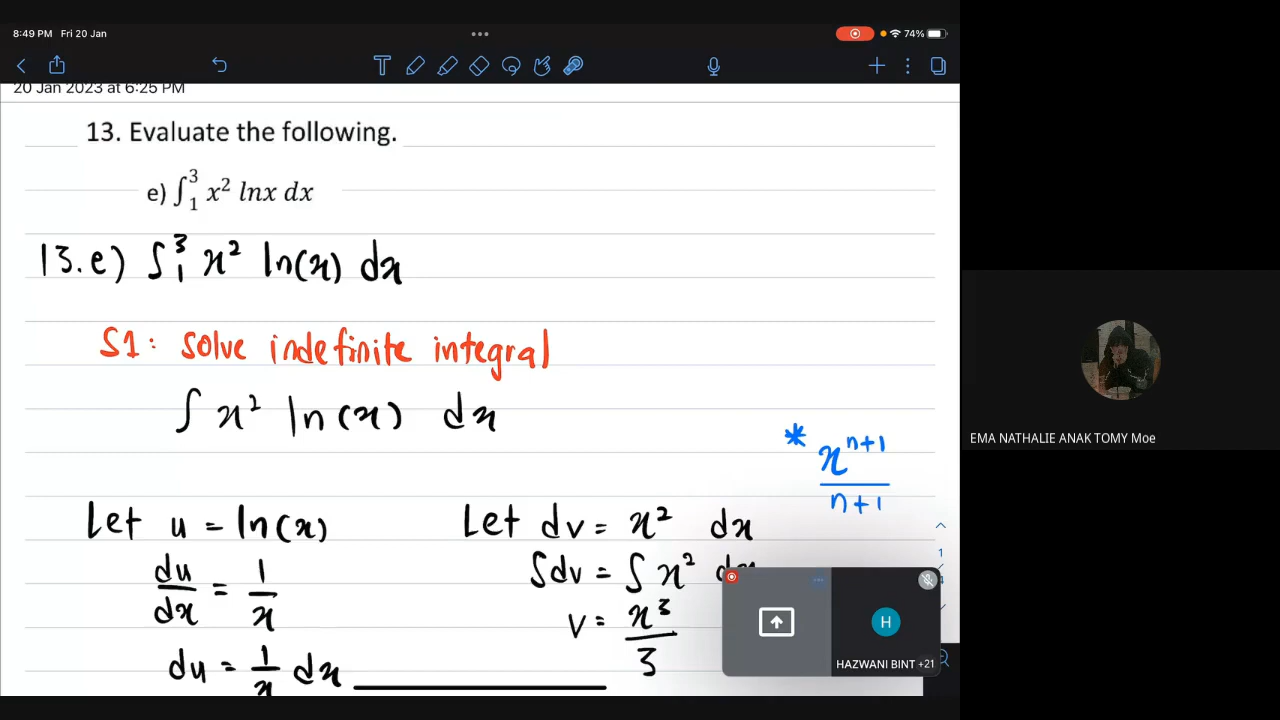 8:49 PM Fri 20 Jan
74%
20 Jan 2023 at 6:25 PM
13. Evaluate the following.
e) ∫₁³ x² lnx dx
13. e) ∫₁³ x² ln(x) dx
S1: solve indefinite integral
∫ x² ln(x) dx
* xⁿ⁺¹
n+1
Let u = ln(x)
du/dx = 1/x
du = 1/x dx
Let dv = x² dx
∫dv = ∫ x² dx
v = x³/3
1
EMA NATHALIE ANAK TOMY Moe
H
HAZWANI BINT +21